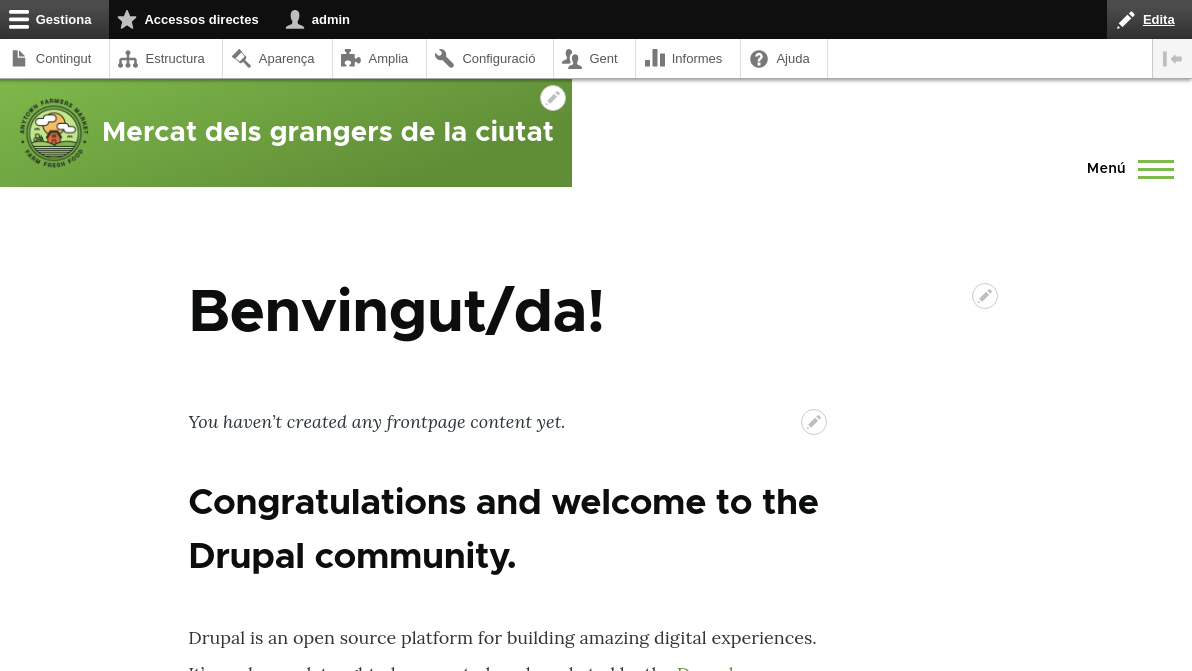 Gestiona
Accessos directes
admin
Edita
Contingut
Estructura
Aparença
Amplia
Configuració
Gent
Informes
Ajuda
ANYTOWN FARMERS MARKET
FARM FRESH FOOD
Mercat dels grangers de la ciutat
Menú
Benvingut/da!
You haven’t created any frontpage content yet.
Congratulations and welcome to the
Drupal community.
Drupal is an open source platform for building amazing digital experiences.